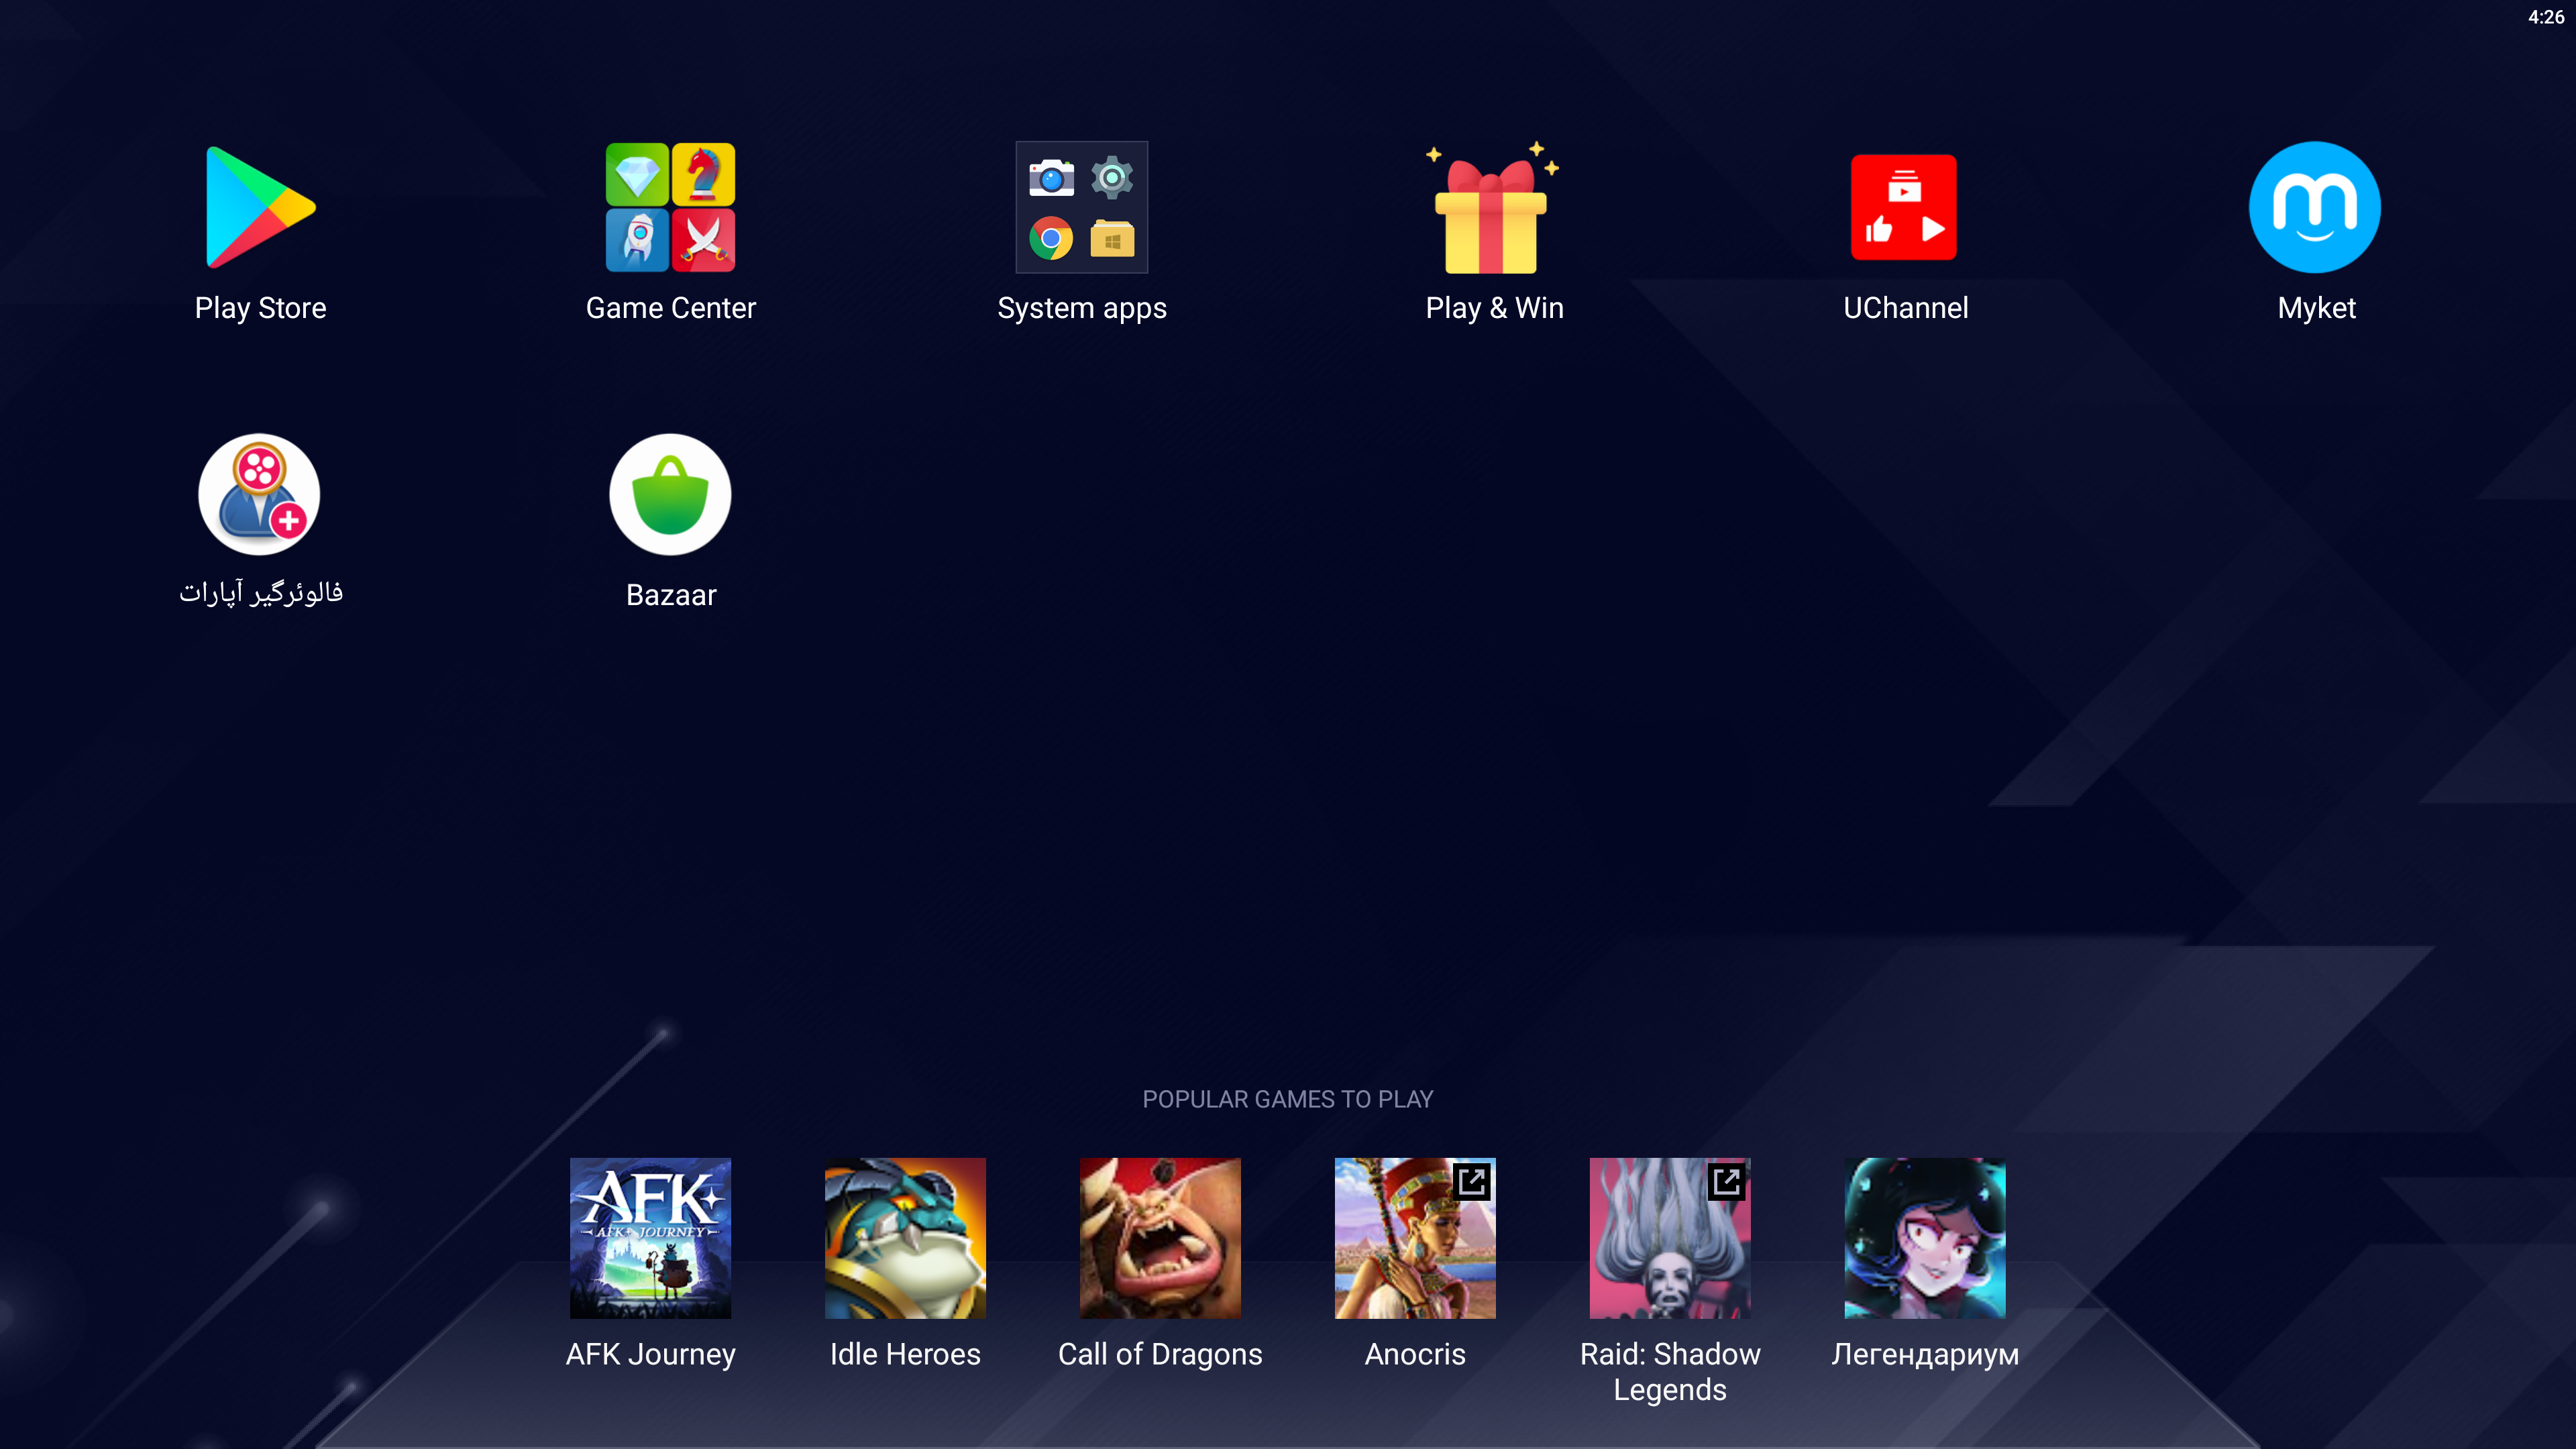 4:26
Play Store
Game Center
System apps
Play & Win
UChannel
Myket
فالوئرگیر آپارات
Bazaar
POPULAR GAMES TO PLAY
AFK
AFK JOURNEY
AFK Journey
Idle Heroes
Call of Dragons
Anocris
Raid: Shadow
Legends
Легендариум